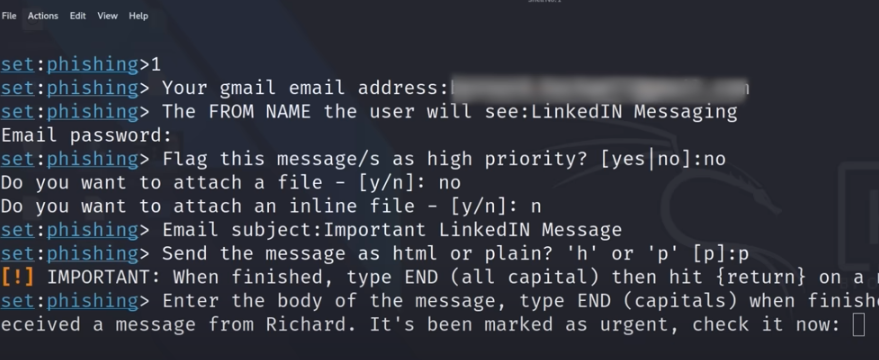 File Actions Edit View Help
set:phishing>1
set:phishing> Your gmail email address:
set:phishing> The FROM NAME the user will see:LinkedIN Messaging
Email password:
set:phishing> Flag this message/s as high priority? [yes|no]:no
Do you want to attach a file - [y/n]: no
Do you want to attach an inline file - [y/n]: n
set:phishing> Email subject:Important LinkedIN Message
set:phishing> Send the message as html or plain? 'h' or 'p' [p]:p
[!] IMPORTANT: When finished, type END (all capital) then hit {return} on a
set:phishing> Enter the body of the message, type END (capitals) when finish
eceived a message from Richard. It's been marked as urgent, check it now: